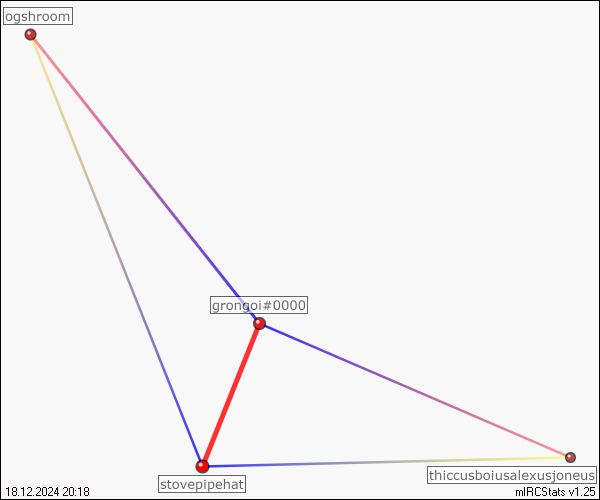 ogshroom
grongoi#0000
thiccusboiusalexusjoneus
stovepipehat
18.12.2024 20:18
mIRCStats v1.25